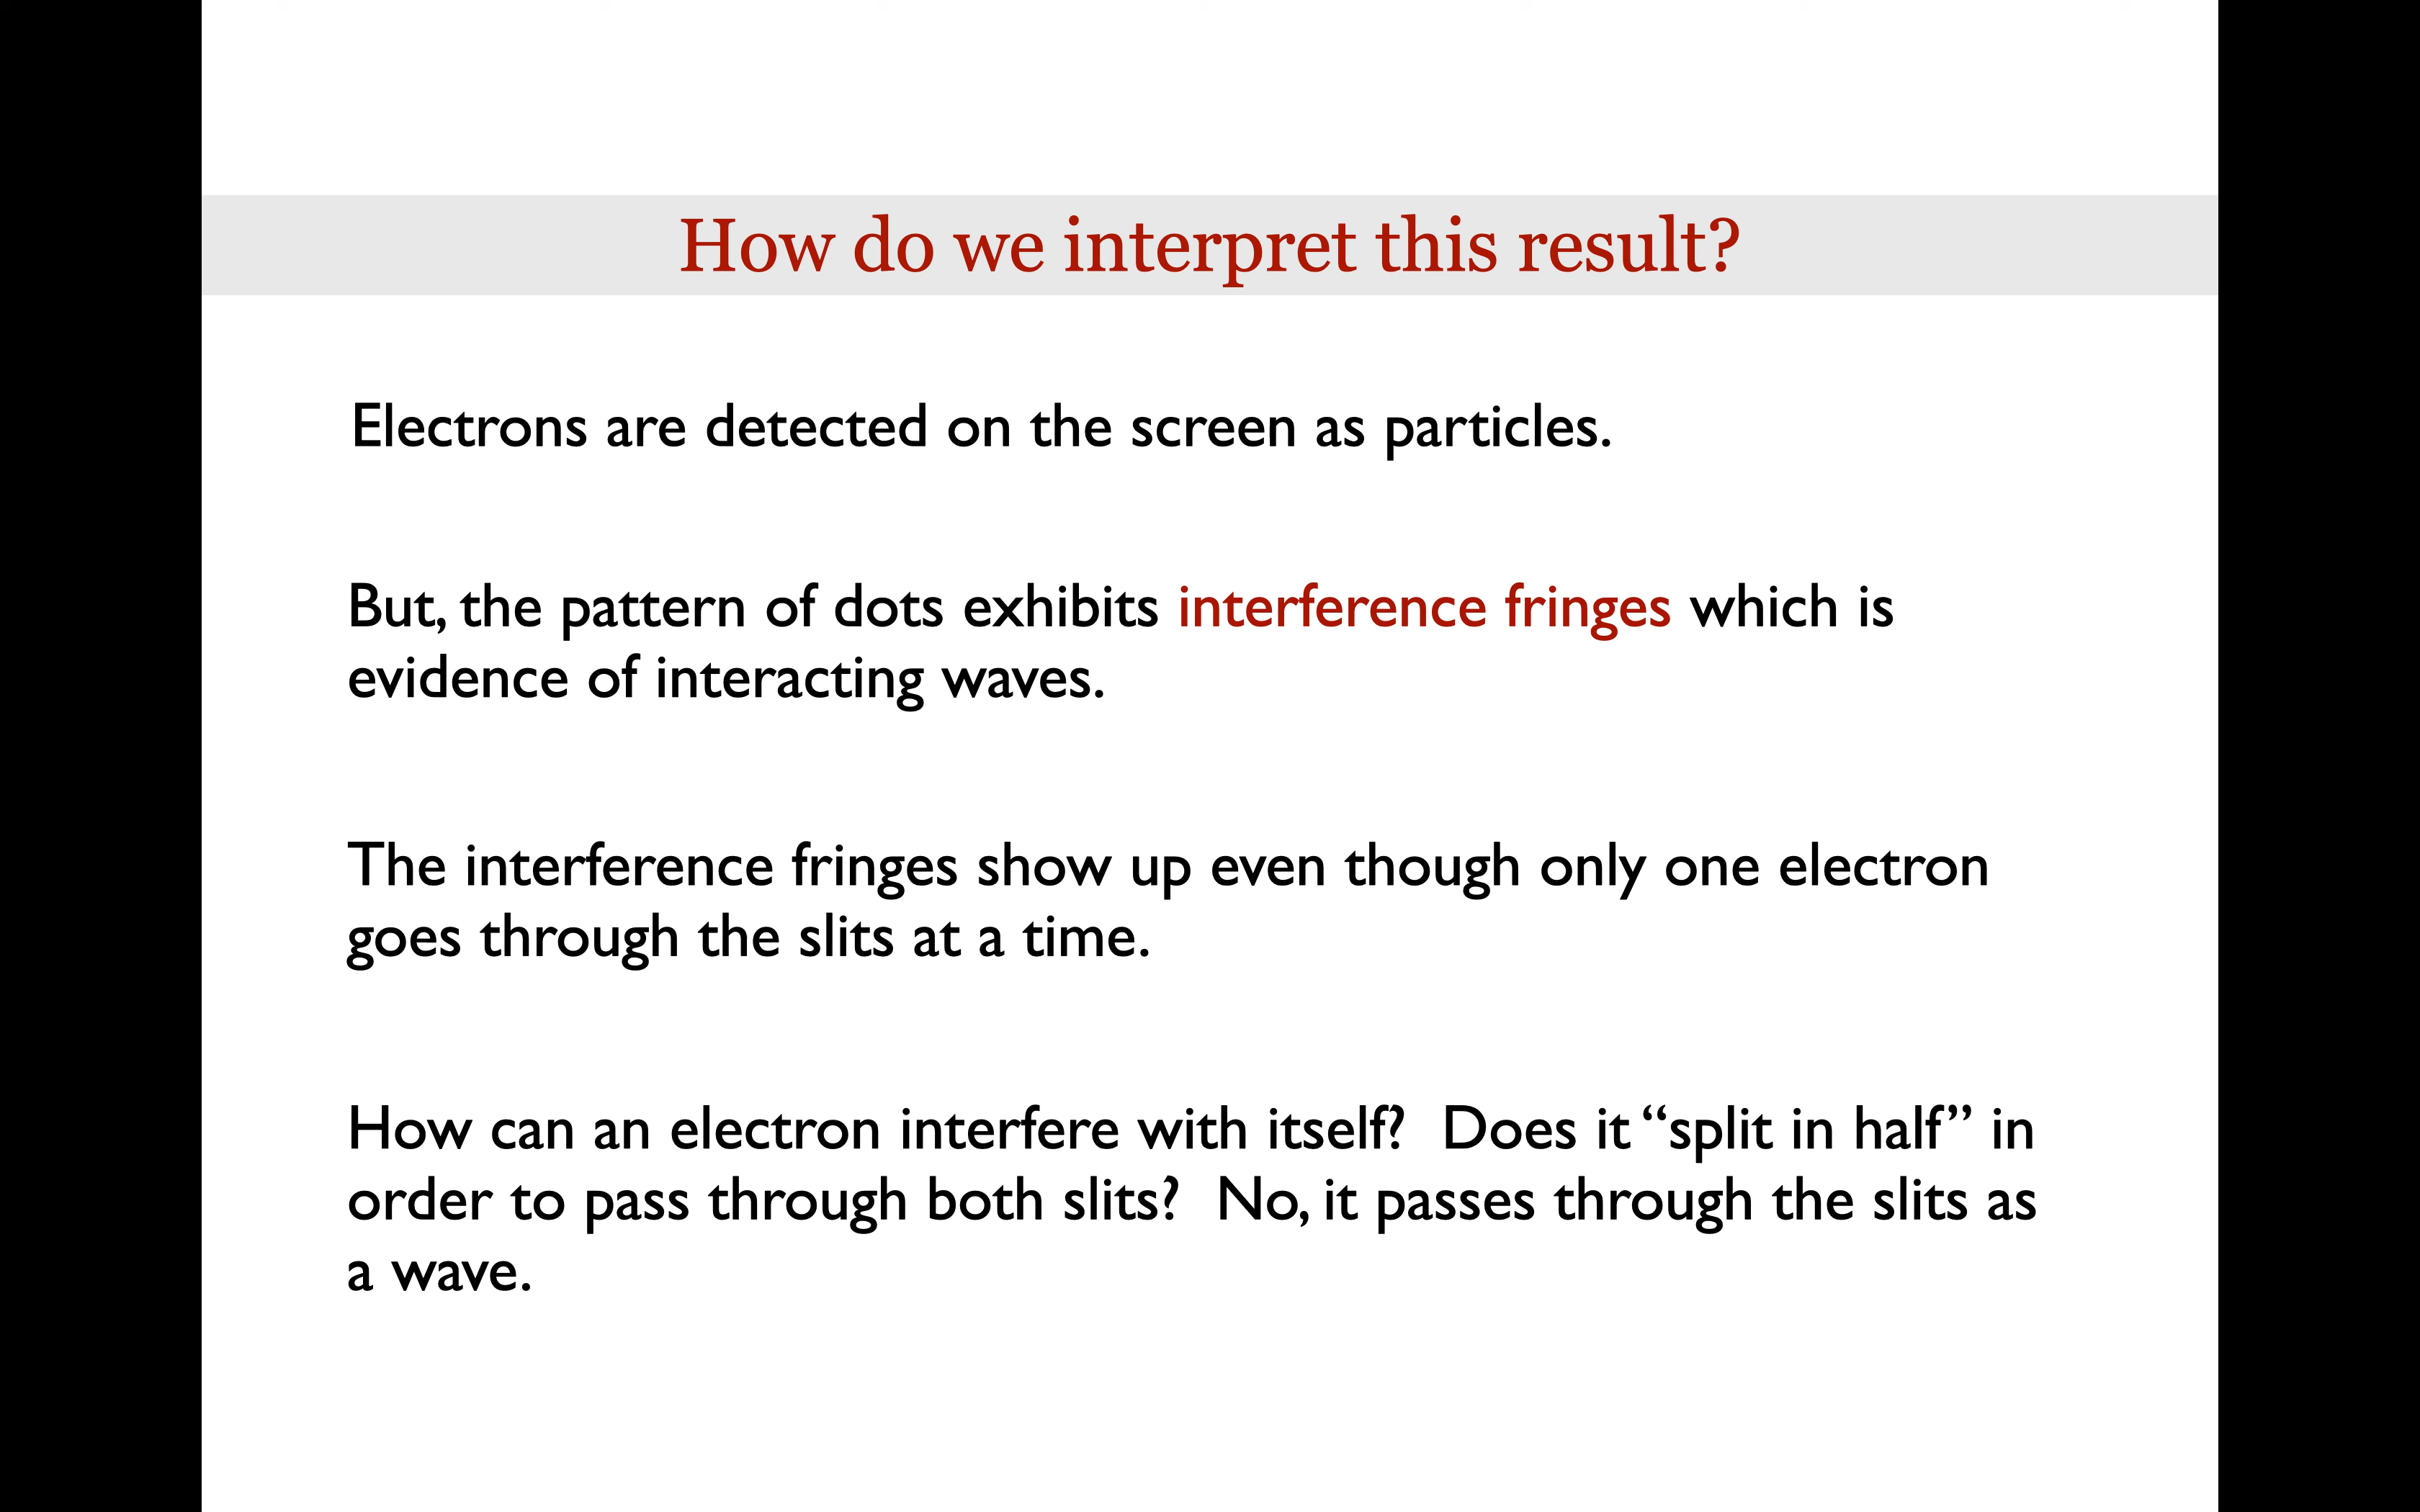 How do we interpret this result?
Electrons are detected on the screen as particles.
But, the pattern of dots exhibits interference fringes which is
evidence of interacting waves.
The interference fringes show up even though only one electron
goes through the slits at a time.
How can an electron interfere with itself?  Does it “split in half” in
order to pass through both slits?  No, it passes through the slits as
a wave.